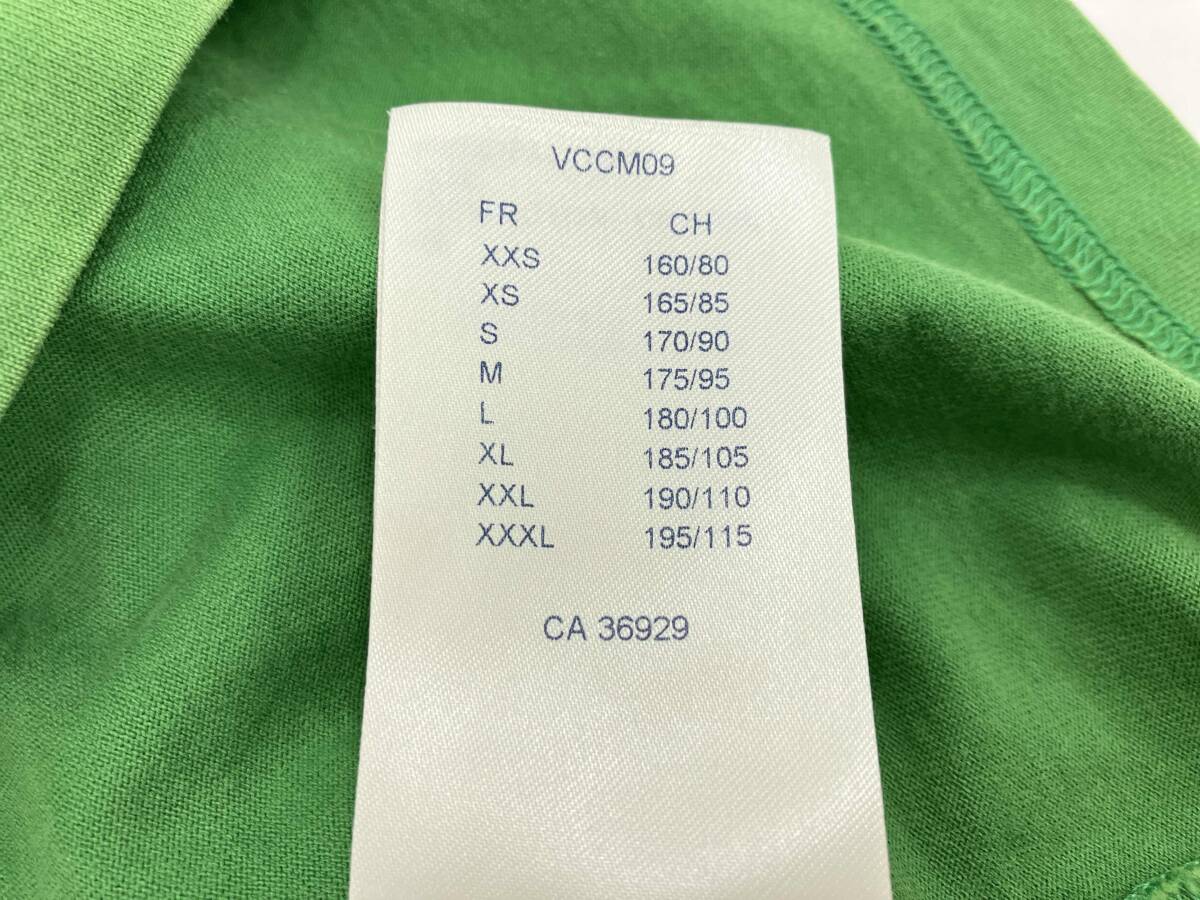 VCCM09
FR CH
XXS 160/80
XS 165/85
S 170/90
M 175/95
L 180/100
XL 185/105
XXL 190/110
XXXL 195/115
CA 36929